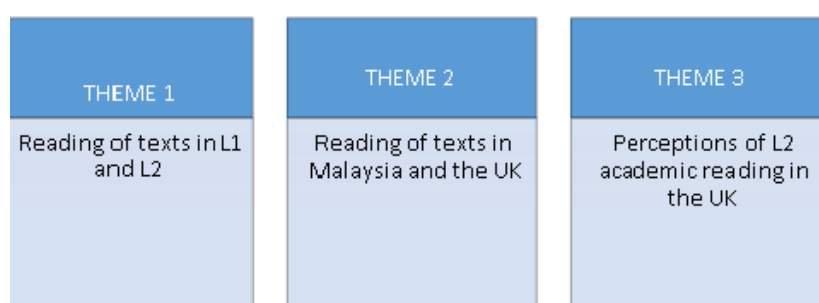 THEME 1
Reading of texts in L1
and L2
THEME 2
Reading of texts in
Malaysia and the UK
THEME 3
Perceptions of L2
academic reading in
the UK